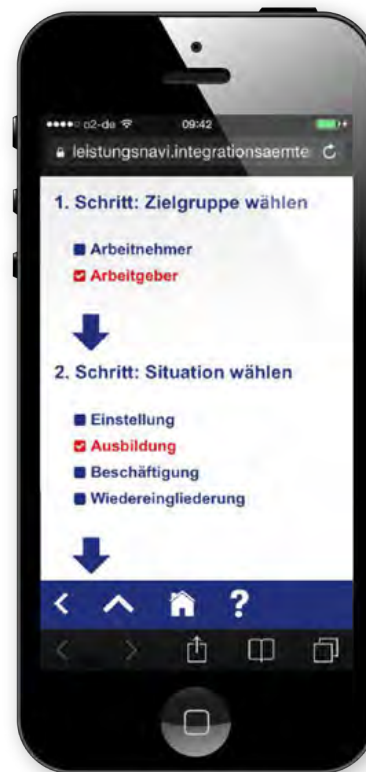 o2-de 09:42
leistungsnavi.integrationsaemte
1. Schritt: Zielgruppe wählen
Arbeitnehmer
Arbeitgeber
2. Schritt: Situation wählen
Einstellung
Ausbildung
Beschäftigung
Wiedereingliederung
?